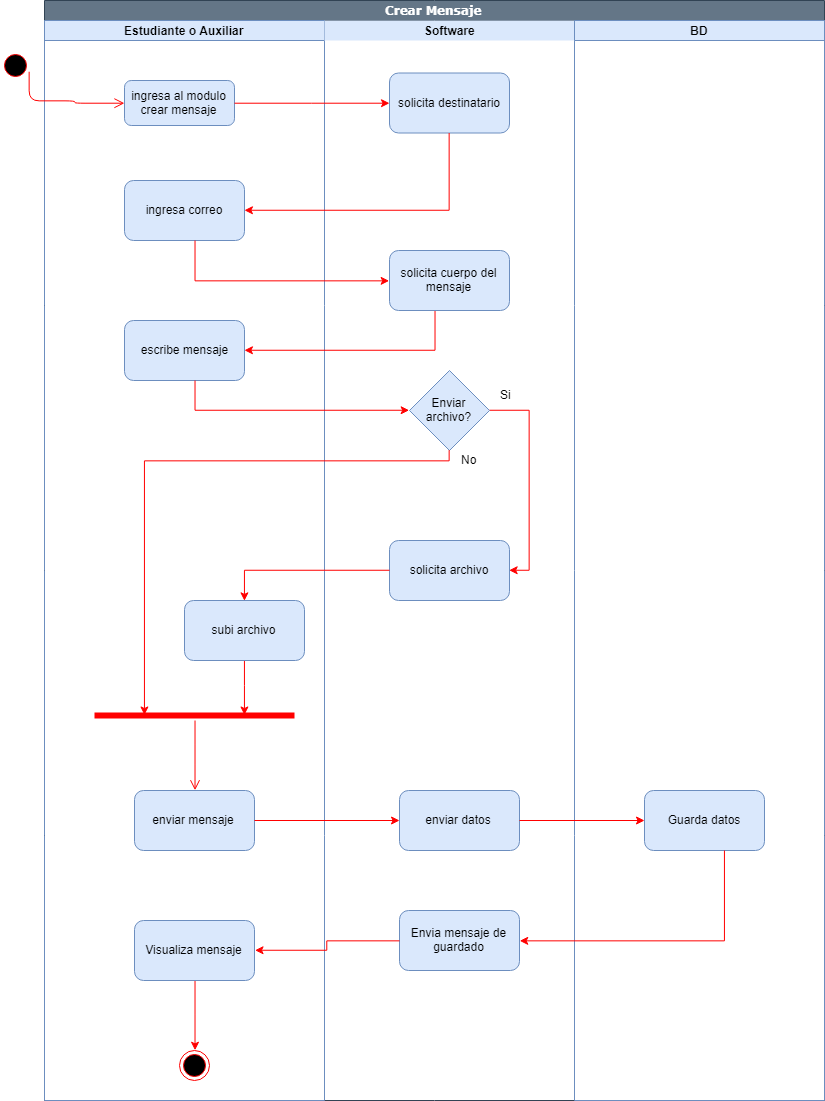 Crear Mensaje
Estudiante o Auxiliar
Software
BD
ingresa al modulo
crear mensaje
solicita destinatario
ingresa correo
solicita cuerpo del
mensaje
escribe mensaje
Enviar
archivo?
Si
No
solicita archivo
subi archivo
enviar mensaje
enviar datos
Guarda datos
Envia mensaje de
guardado
Visualiza mensaje